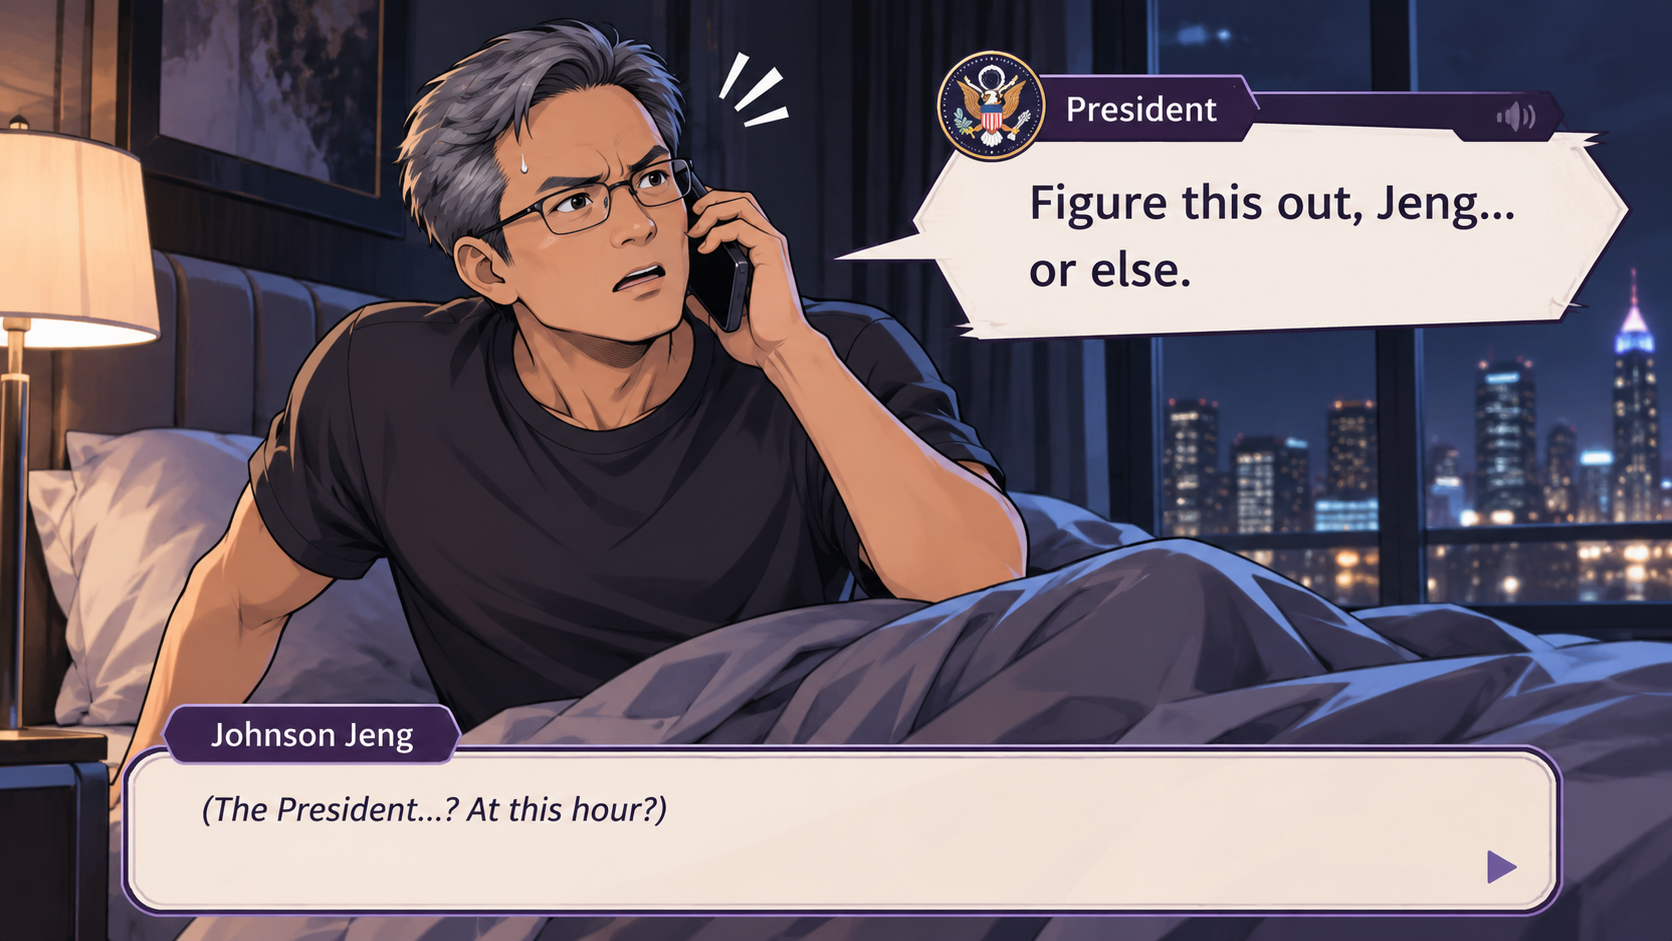 President
Figure this out, Jeng...
or else.
Johnson Jeng
(The President...? At this hour?)